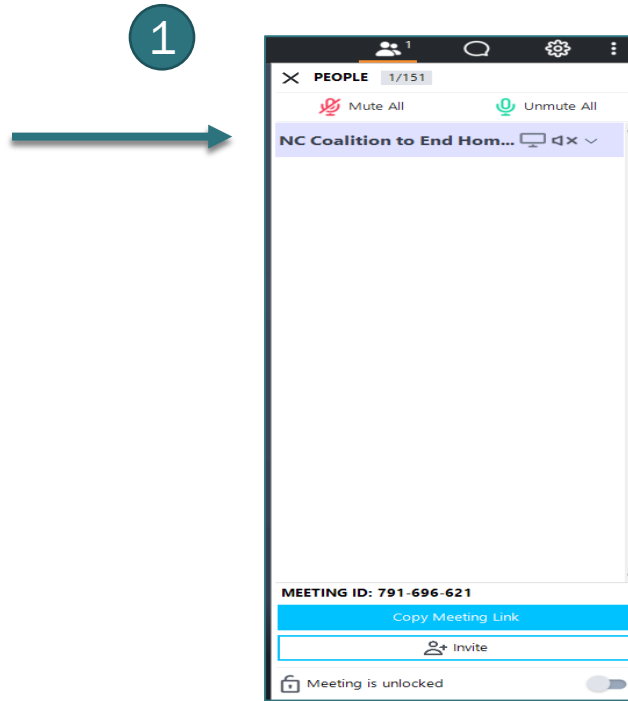 1
1
PEOPLE 1/151
Mute All Unmute All
NC Coalition to End Hom...
MEETING ID: 791-696-621
Copy Meeting Link
Invite
Meeting is unlocked